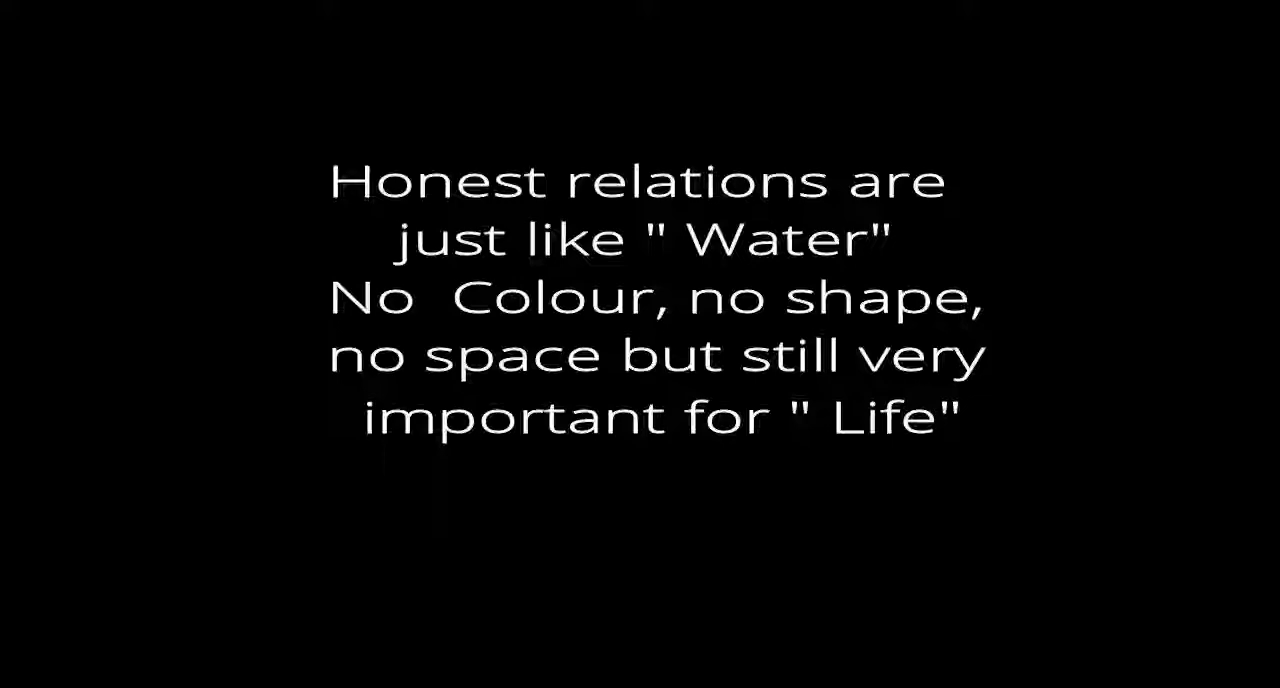 Honest relations are
just like " Water"
No  Colour, no shape,
no space but still very
important for " Life"